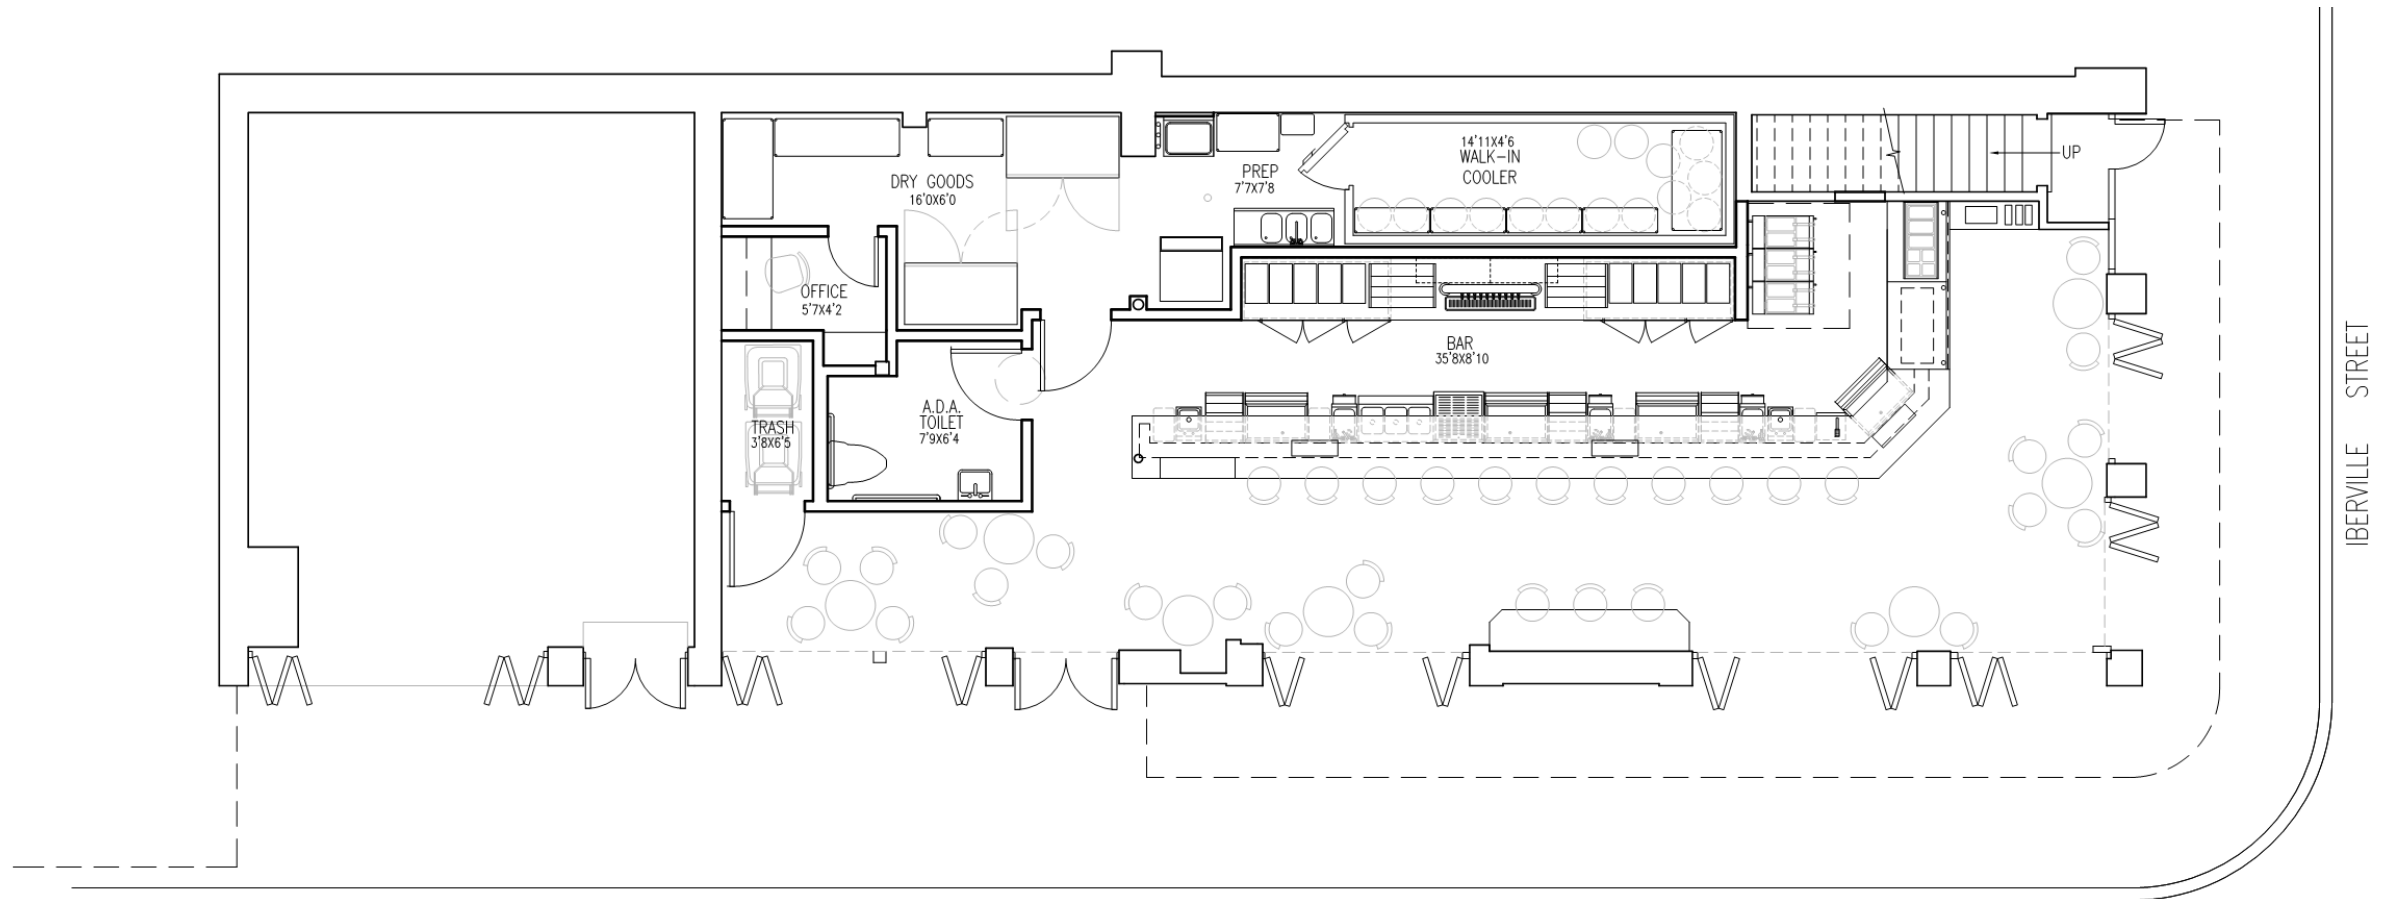 14'11X4'6
WALK-IN
COOLER
UP
PREP
7'7X7'8
DRY GOODS
16'0X6'0
OFFICE
5'7X4'2
BAR
35'8X8'10
A.D.A.
TOILET
7'9X6'4
TRASH
3'8X6'5
IBERVILLE STREET